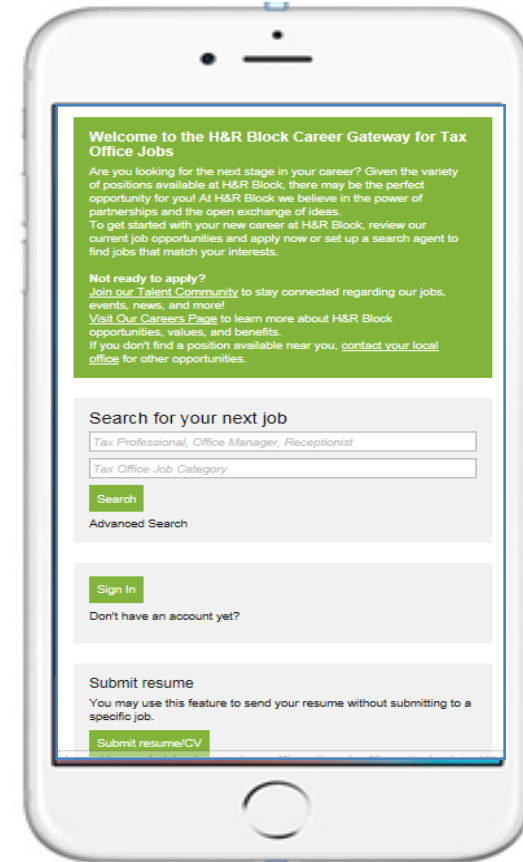 Welcome to the H&R Block Career Gateway for Tax
Office Jobs
Are you looking for the next stage in your career? Given the variety
of positions available at H&R Block, there may be the perfect
opportunity for you! At H&R Block we believe in the power of
partnerships and the open exchange of ideas.
To get started with your new career at H&R Block, review our
current job opportunities and apply now or set up a search agent to
find jobs that match your interests.
Not ready to apply?
Join our Talent Community to stay connected regarding our jobs,
events, news, and more!
Visit Our Careers Page to learn more about H&R Block
opportunities, values, and benefits.
If you don't find a position available near you, contact your local
office for other opportunities.
Search for your next job
Tax Professional, Office Manager, Receptionist
Tax Office Job Category
Search
Advanced Search
Sign In
Don't have an account yet?
Submit resume
You may use this feature to send your resume without submitting to a
specific job.
Submit resume/CV